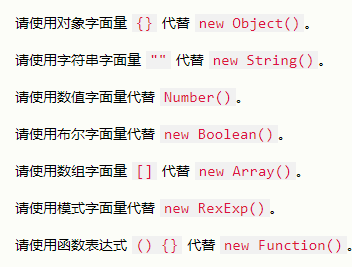 请使用对象字面量 {} 代替 new Object()。
请使用字符串字面量 "" 代替 new String()。
请使用数值字面量代替 Number()。
请使用布尔字面量代替 new Boolean()。
请使用数组字面量 [] 代替 new Array()。
请使用模式字面量代替 new RexExp()。
请使用函数表达式 () {} 代替 new Function()。